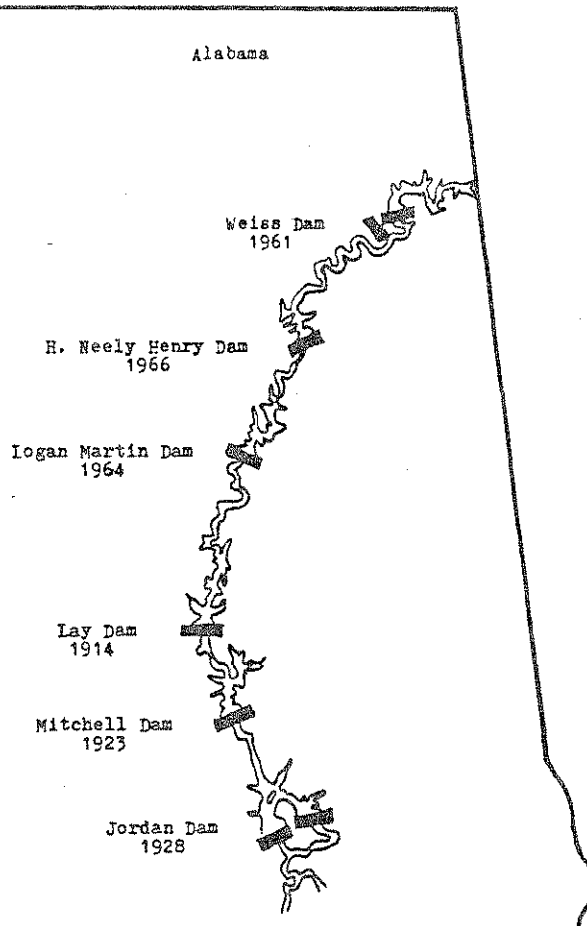 Alabama
Weiss Dam
1961
H. Neely Henry Dam
1966
Logan Martin Dam
1964
Lay Dam
1914
Mitchell Dam
1923
Jordan Dam
1928